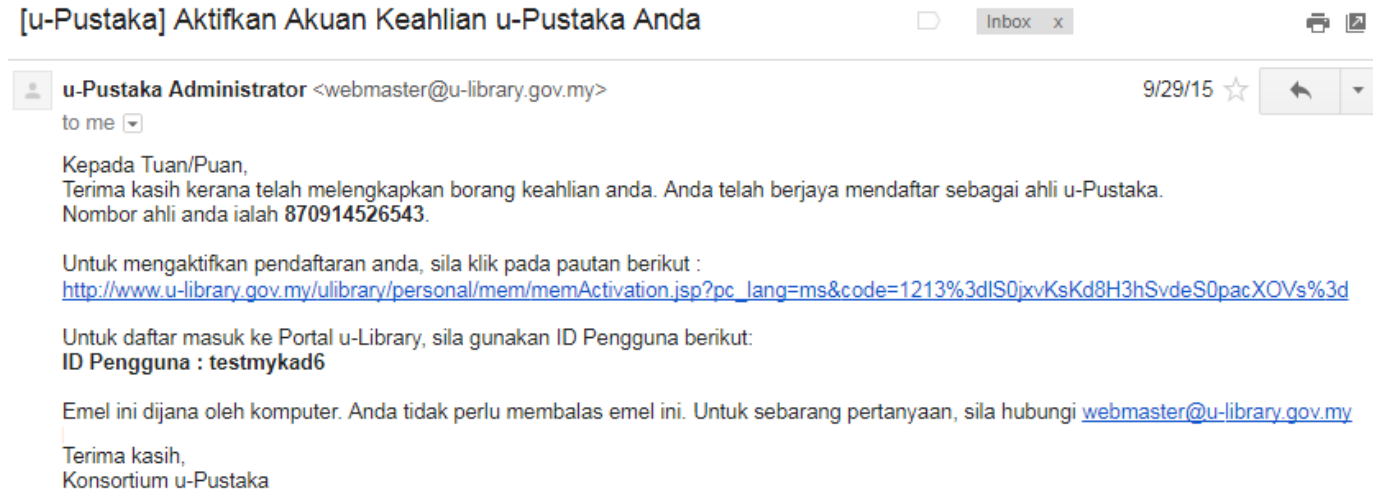 [u-Pustaka] Aktifkan Akuan Keahlian u-Pustaka Anda
Inbox x
u-Pustaka Administrator <webmaster@u-library.gov.my>
9/29/15
to me
Kepada Tuan/Puan,
Terima kasih kerana telah melengkapkan borang keahlian anda. Anda telah berjaya mendaftar sebagai ahli u-Pustaka.
Nombor ahli anda ialah 870914526543.
Untuk mengaktifkan pendaftaran anda, sila klik pada pautan berikut :
http://www.u-library.gov.my/ulibrary/personal/mem/memActivation.jsp?pc_lang=ms&code=1213%3dIS0jxvKsKd8H3hSvdeS0pacXOVs%3d
Untuk daftar masuk ke Portal u-Library, sila gunakan ID Pengguna berikut:
ID Pengguna : testmykad6
Emel ini dijana oleh komputer. Anda tidak perlu membalas emel ini. Untuk sebarang pertanyaan, sila hubungi webmaster@u-library.gov.my
Terima kasih,
Konsortium u-Pustaka